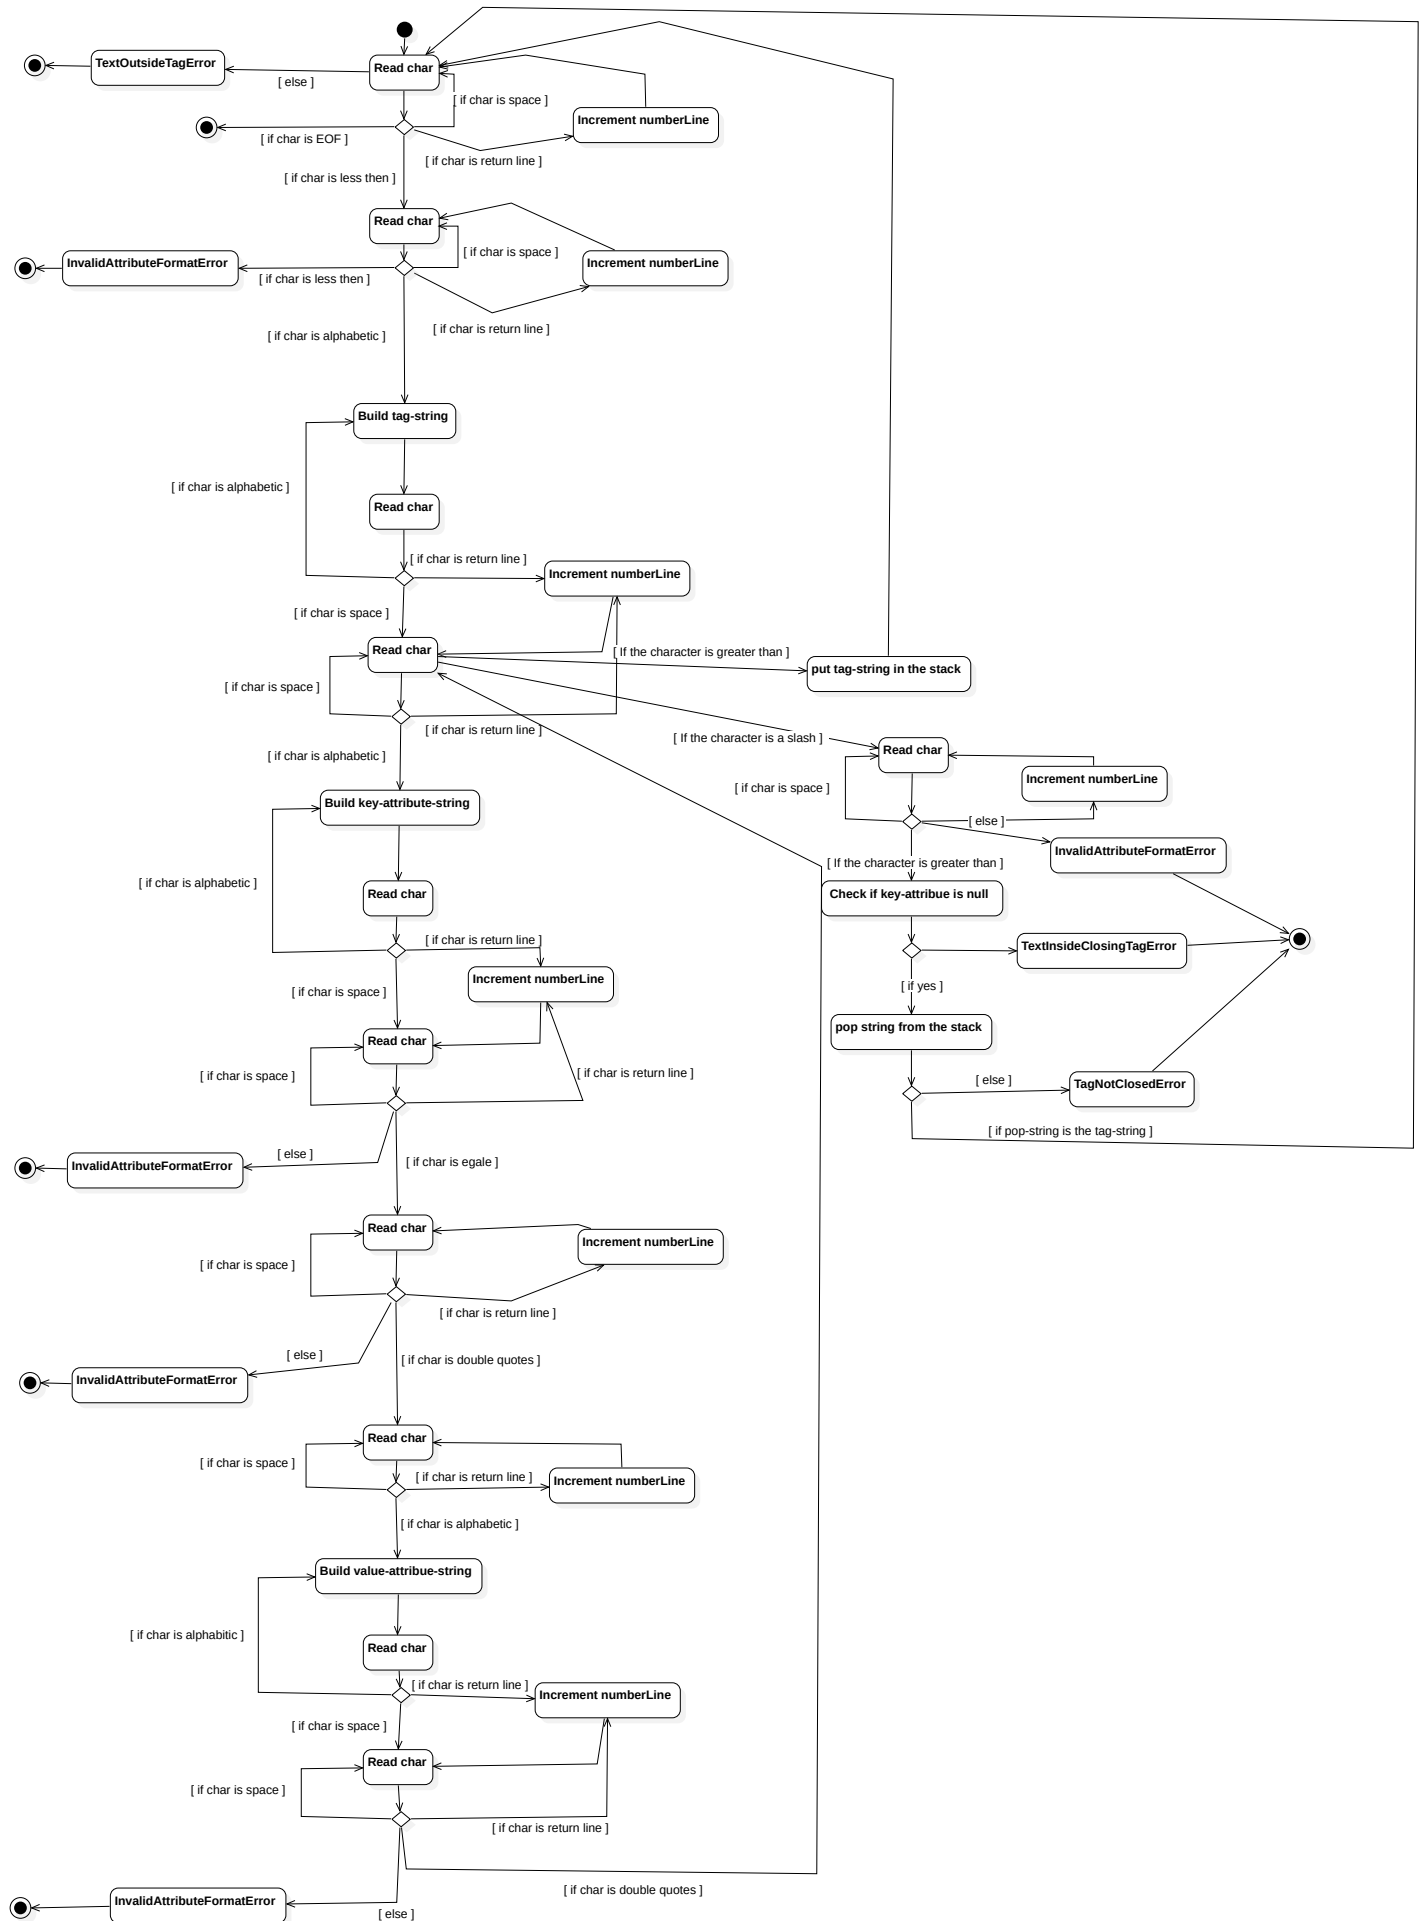 TextOutsideTagError
Read char
[ else ]
[ if char is space ]
Increment numberLine
[ if char is EOF ]
[ if char is return line ]
[ if char is less then ]
Read char
[ if char is space ]
InvalidAttributeFormatError
Increment numberLine
[ if char is less then ]
[ if char is return line ]
[ if char is alphabetic ]
Build tag-string
[ if char is alphabetic ]
Read char
[ if char is return line ]
Increment numberLine
[ if char is space ]
Read char
[ If the character is greater than ]
put tag-string in the stack
[ if char is space ]
[ if char is return line ]
[ If the character is a slash ]
Read char
[ if char is alphabetic ]
Increment numberLine
[ if char is space ]
Build key-attribute-string
[ else ]
InvalidAttributeFormatError
[ If the character is greater than ]
[ if char is alphabetic ]
Read char
Check if key-attribue is null
[ if char is return line ]
TextInsideClosingTagError
Increment numberLine
[ if yes ]
[ if char is space ]
pop string from the stack
Read char
[ if char is space ]
[ if char is return line ]
[ else ]
TagNotClosedError
[ if pop-string is the tag-string ]
[ else ]
[ if char is egale ]
InvalidAttributeFormatError
Read char
Increment numberLine
[ if char is space ]
[ if char is return line ]
[ else ]
[ if char is double quotes ]
InvalidAttributeFormatError
Read char
[ if char is space ]
[ if char is return line ]
Increment numberLine
[ if char is alphabetic ]
Build value-attribue-string
[ if char is alphabitic ]
Read char
[ if char is return line ]
Increment numberLine
[ if char is space ]
Read char
[ if char is space ]
[ if char is return line ]
[ if char is double quotes ]
InvalidAttributeFormatError
[ else ]